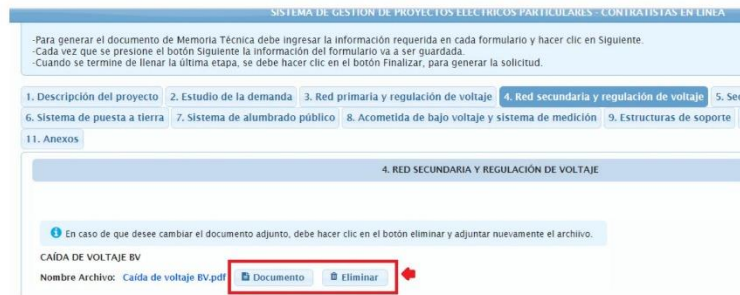 SISTEMA DE GESTIÓN DE PROYECTOS ELÉCTRICOS PARTICULARES - CONTRATISTAS EN LÍNEA
-Para generar el documento de Memoria Técnica debe ingresar la información requerida en cada formulario y hacer clic en Siguiente.
-Cada vez que se presione el botón Siguiente la información del formulario va a ser guardada.
-Cuando se termine de llenar la última etapa, se debe hacer clic en el botón Finalizar, para generar la solicitud.
1. Descripción del proyecto 2. Estudio de la demanda 3. Red primaria y regulación de voltaje 4. Red secundaria y regulación de voltaje 5. Se
6. Sistema de puesta a tierra 7. Sistema de alumbrado público 8. Acometida de bajo voltaje y sistema de medición 9. Estructuras de soporte
11. Anexos
4. RED SECUNDARIA Y REGULACIÓN DE VOLTAJE
En caso de que desee cambiar el documento adjunto, debe hacer clic en el botón eliminar y adjuntar nuevamente el archiivo.
CAÍDA DE VOLTAJE BV
Nombre Archivo: Caída de voltaje BV.pdf Documento Eliminar